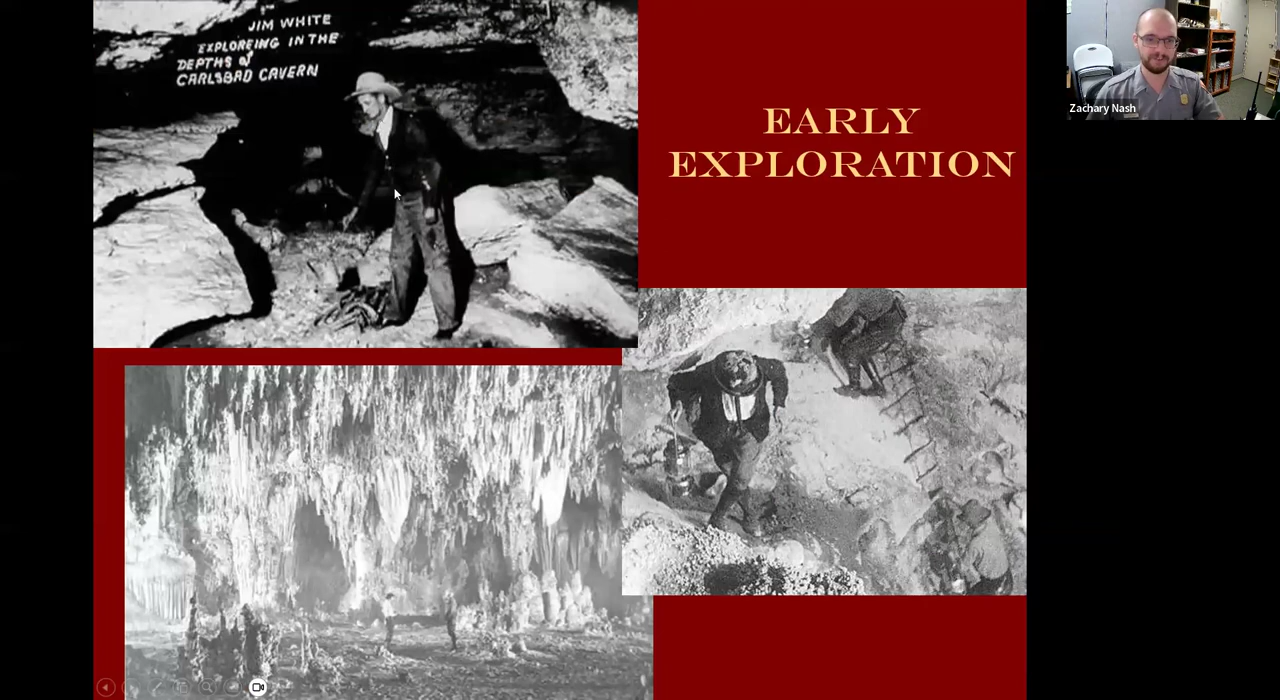 JIM WHITE
EXPLOREING IN THE
DEPTHS of
CARLSBAD CAVERN
EARLY
EXPLORATION
Zachary Nash